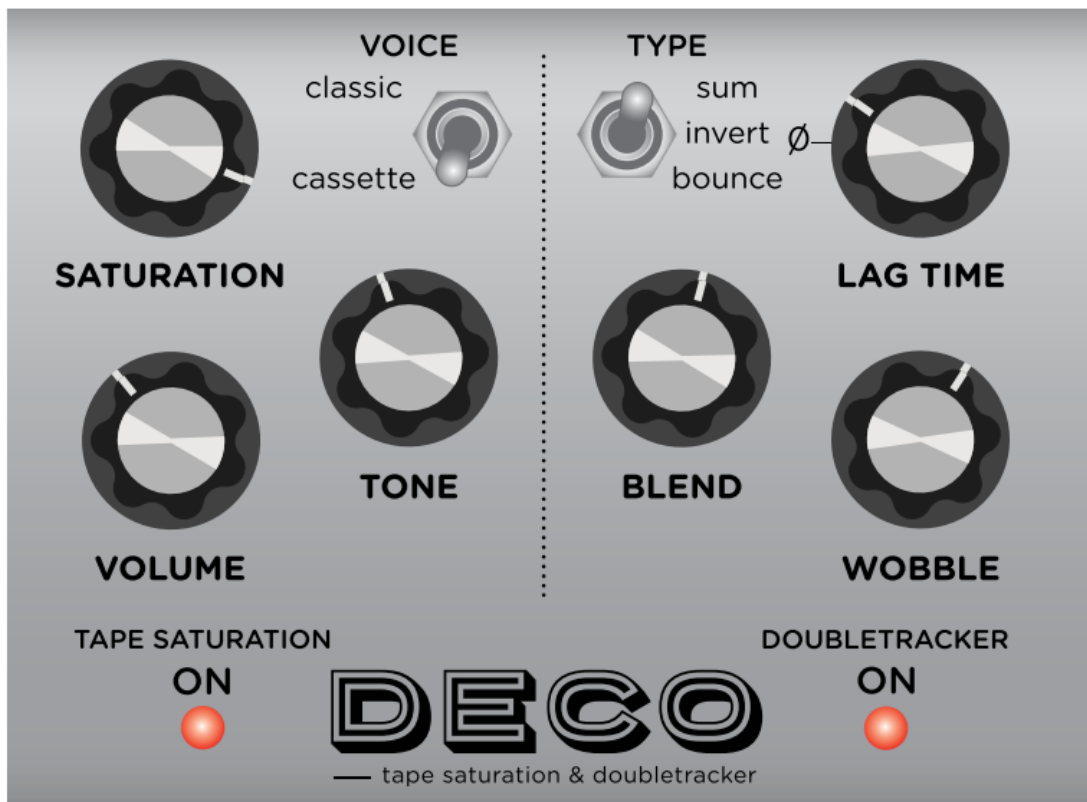 VOICE
classic
cassette
TYPE
sum
invert
bounce
Ø
SATURATION
LAG TIME
TONE
BLEND
VOLUME
WOBBLE
TAPE SATURATION
ON
DOUBLETRACKER
ON
DECO
tape saturation & doubletracker